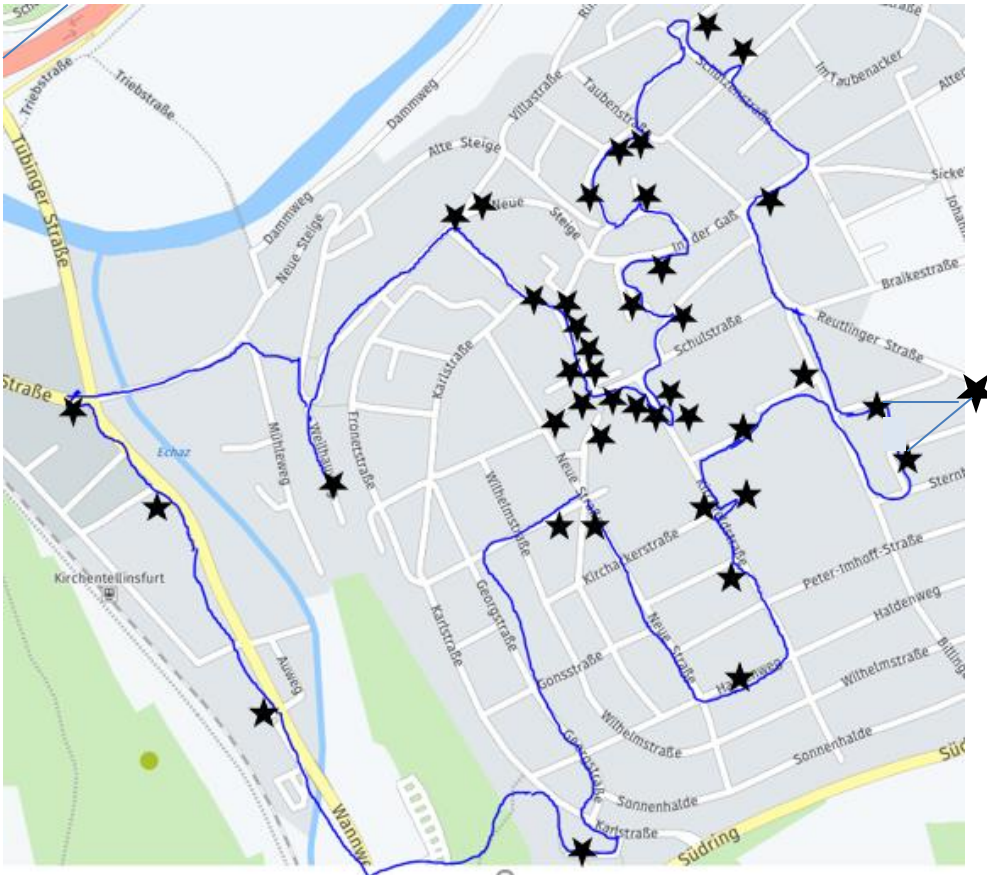 Triebstraße
Triebstraße
Dammweg
Villastraße
Taubenstraße
Schulzenstraße
Im Taubenacker
Tübinger Straße
Alte Steige
Dammweg
Neue Steige
Neue
Steige
In der Gaß
Braikestraße
Reutlinger Straße
Schulstraße
Karlstraße
Straße
Fronetstraße
Mühleweg
Echaz
Wilhelmstraße
Neue Straße
Kirchackerstraße
Peter-Imhoff-Straße
Haldenweg
Kirchentellinsfurt
Georgstraße
Karlstraße
Neue Straße
Gonsstraße
Auweg
Wilhelmstraße
Wilhelmstraße
Sonnenhalde
Georgstraße
Sonnenhalde
Karlstraße
Südring